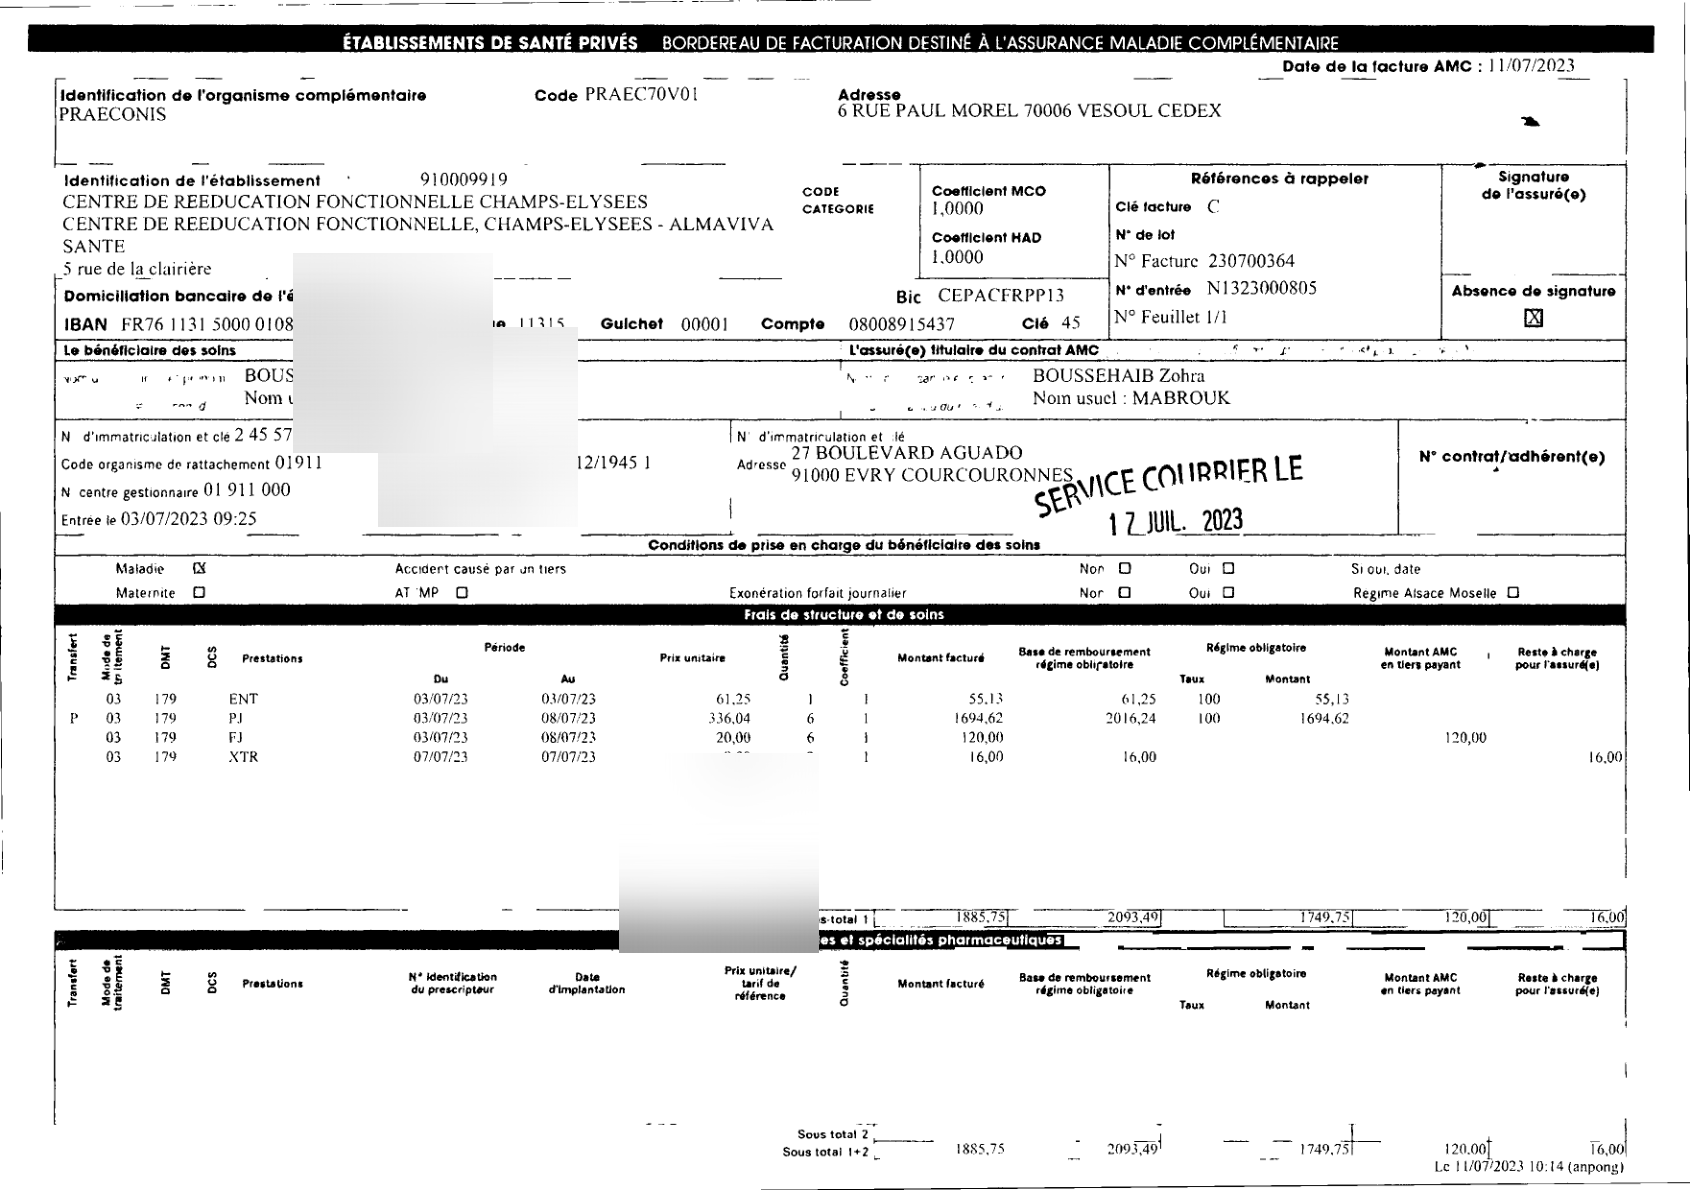 ÉTABLISSEMENTS DE SANTÉ PRIVÉS BORDEREAU DE FACTURATION DESTINÉ À L'ASSURANCE MALADIE COMPLÉMENTAIRE
Date de la facture AMC : 11/07/2023
Identification de l'organisme complémentaire Code PRAEC70V01 Adresse
PRAECONIS 6 RUE PAUL MOREL 70006 VESOUL CEDEX
Identification de l'établissement 910009919
CENTRE DE REEDUCATION FONCTIONNELLE CHAMPS-ELYSEES
CENTRE DE REEDUCATION FONCTIONNELLE, CHAMPS-ELYSEES - ALMAVIVA
SANTE
5 rue de la clairière
CODE
CATEGORIE
Coefficient MCO
1,0000
Coefficient HAD
1,0000
Références à rappeler
Clé facture C
N° de lot
N° Facture 230700364
N° d'entrée N1323000805
N° Feuillet 1/1
Signature
de l'assuré(e)
Absence de signature
X
Domiciliation bancaire de l'é Bic CEPACFRPP13
IBAN FR76 1131 5000 0108 11315 Guichet 00001 Compte 08008915437 Clé 45
Le bénéficiaire des soins L'assuré(e) titulaire du contrat AMC
BOUS BOUSSEHAIB Zohra
Nom Nom usuel : MABROUK
N d'immatriculation et clé 2 45 57
Code organisme de rattachement 01911 12/1945 1
N centre gestionnaire 01 911 000
Entrée le 03/07/2023 09:25
N° d'immatriculation et clé
Adresse 27 BOULEVARD AGUADO
91000 EVRY COURCOURONNES
N° contrat/adhérent(e)
SERVICE COURRIER LE
17 JUIL. 2023
Conditions de prise en charge du bénéficiaire des soins
Maladie X Accident causé par un tiers Non Oui Si oui, date
Maternité AT MP Exonération forfait journalier Non Oui Régime Alsace Moselle
Frais de structure et de soins
Transfert Mode de traitement DMT DCS Prestations Période Du Au Prix unitaire Quantité Coefficient Montant facturé Base de remboursement régime obligatoire Régime obligatoire Taux Montant Montant AMC en tiers payant Reste à charge pour l'assuré(e)
03 179 ENT 03/07/23 03/07/23 61,25 1 1 55,13 61,25 100 55,13
P 03 179 PJ 03/07/23 08/07/23 336,04 6 1 1694,62 2016,24 100 1694,62
03 179 FJ 03/07/23 08/07/23 20,00 6 1 120,00 120,00
03 179 XTR 07/07/23 07/07/23 1 16,00 16,00 16,00
s-total 1 1885,75 2093,49 1749,75 120,00 16,00
es et spécialités pharmaceutiques
Transfert Mode de traitement DMT DCS Prestations N° identification du prescripteur Date d'implantation Prix unitaire/ tarif de référence Quantité Montant facturé Base de remboursement régime obligatoire Régime obligatoire Taux Montant Montant AMC en tiers payant Reste à charge pour l'assuré(e)
Sous total 2
Sous total 1+2 1885,75 2093,49 1749,75 120,00 16,00
Le 11/07/2023 10:14 (anpong)